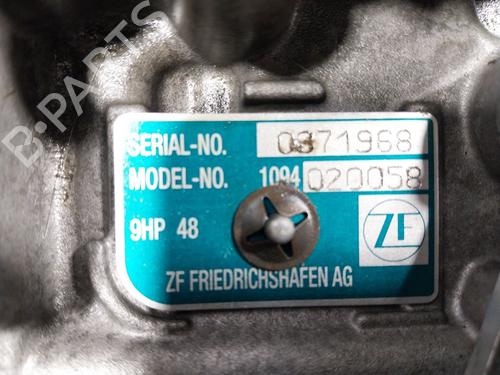 B-PARTS
SERIAL-NO. 0371968
MODEL-NO. 1094 020058
9HP 48
ZF
ZF FRIEDRICHSHAFEN AG